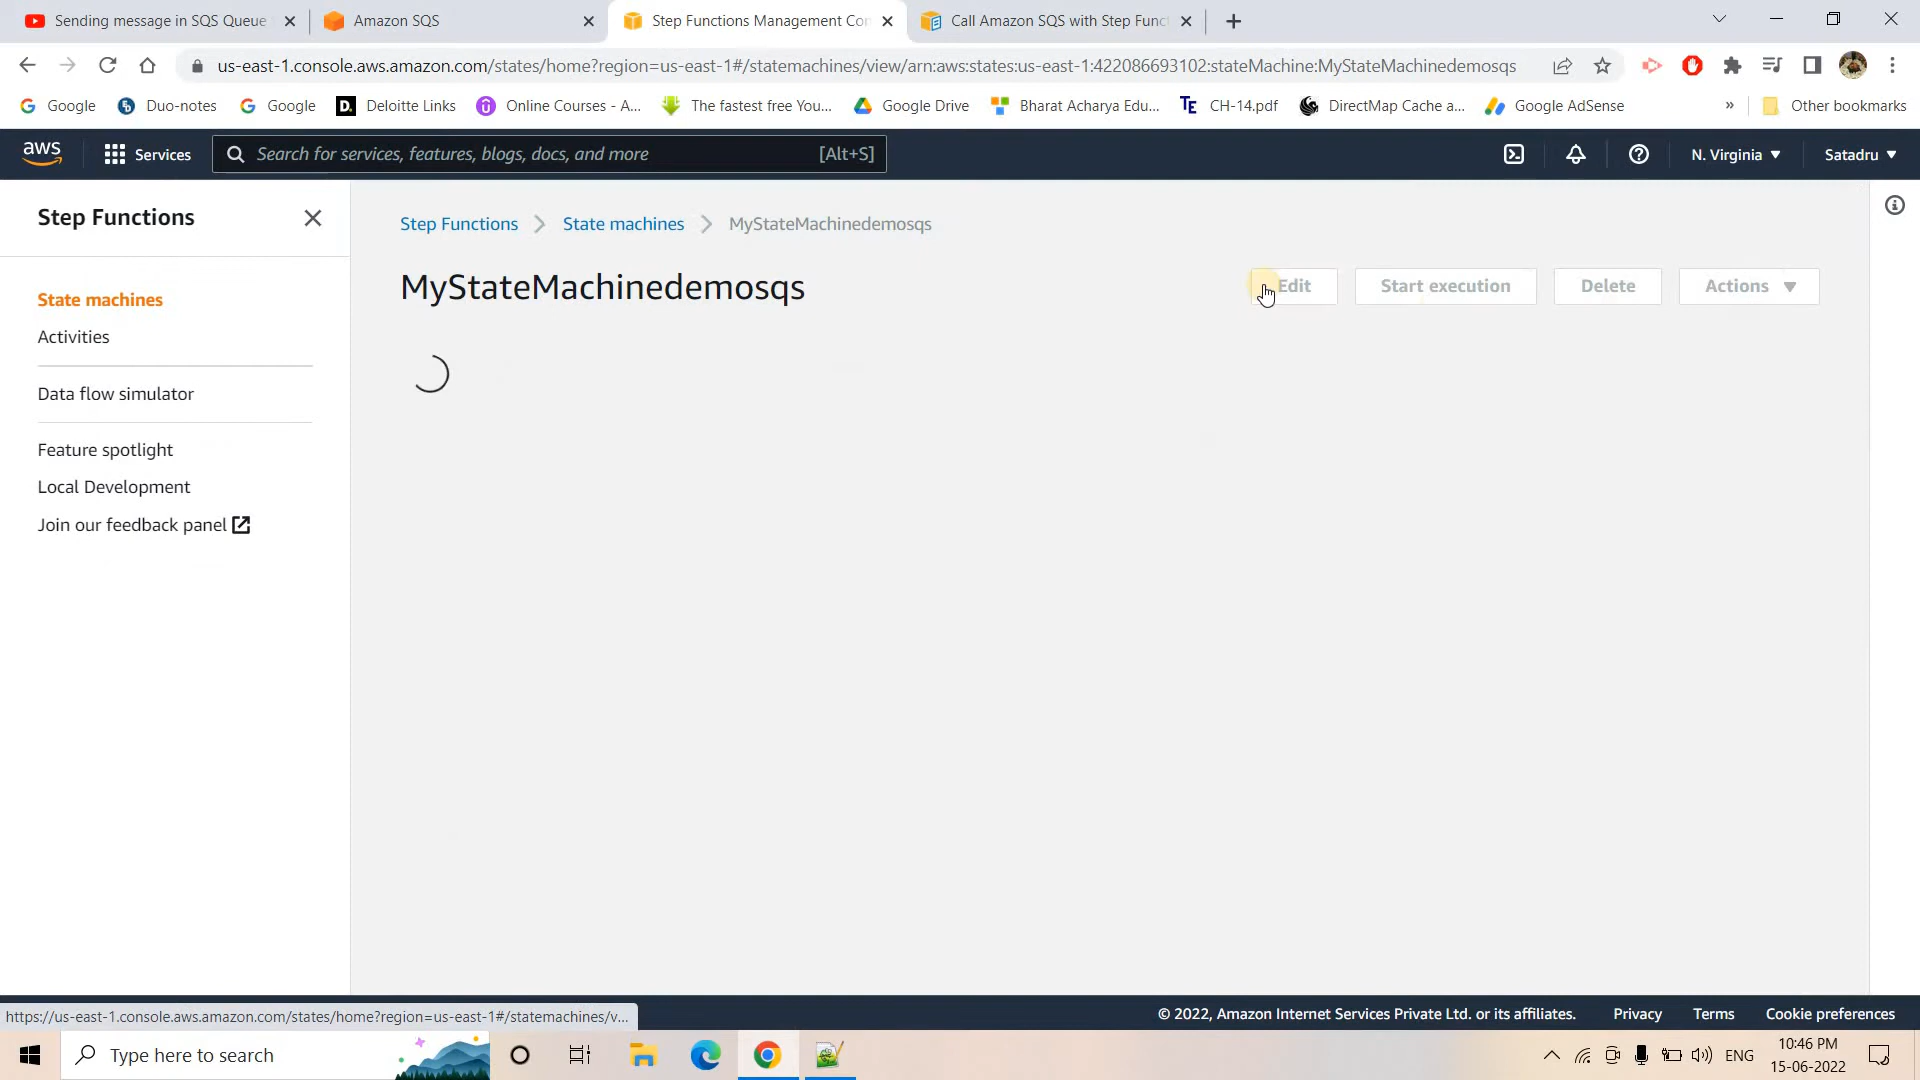 Sending message in SQS Queue
Amazon SQS
Step Functions Management Con
Call Amazon SQS with Step Func
us-east-1.console.aws.amazon.com/states/home?region=us-east-1#/statemachines/view/arn:aws:states:us-east-1:422086693102:stateMachine:MyStateMachinedemosqs
Google
Duo-notes
Google
D.
Deloitte Links
Online Courses - A...
The fastest free You...
Google Drive
Bharat Acharya Edu...
TE
CH-14.pdf
DirectMap Cache a...
Google AdSense
»
Other bookmarks
aws
Services
Search for services, features, blogs, docs, and more
[Alt+S]
N. Virginia
Satadru
Step Functions
State machines
Activities
Data flow simulator
Feature spotlight
Local Development
Join our feedback panel
Step Functions
State machines
MyStateMachinedemosqs
MyStateMachinedemosqs
Edit
Start execution
Delete
Actions
https://us-east-1.console.aws.amazon.com/states/home?region=us-east-1#/statemachines/v...
© 2022, Amazon Internet Services Private Ltd. or its affiliates.
Privacy
Terms
Cookie preferences
Type here to search
ENG
10:46 PM
15-06-2022